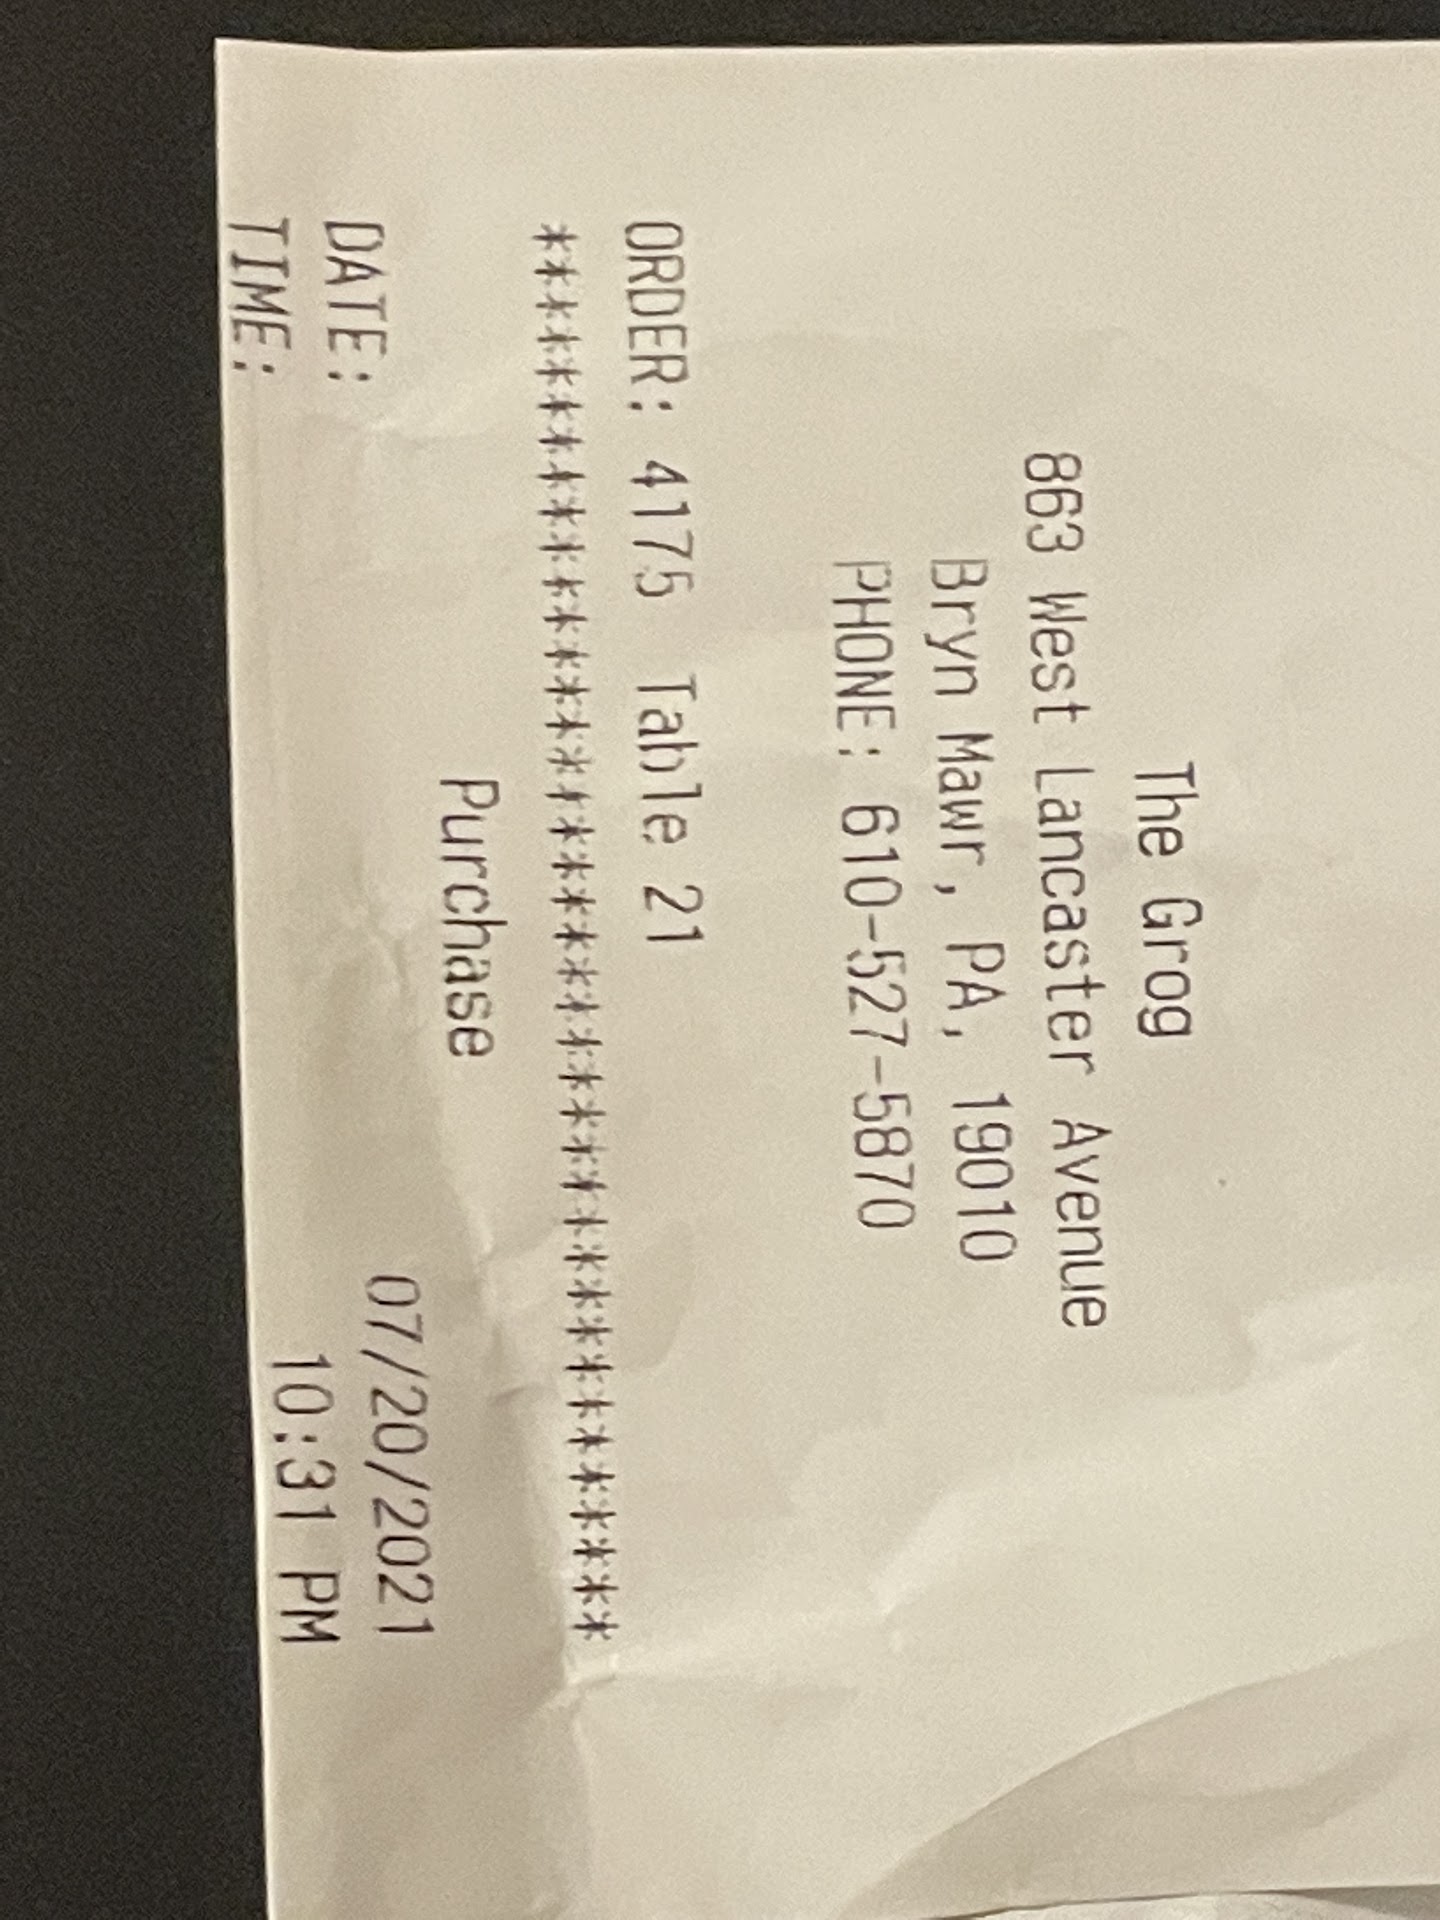 The Grog
863 West Lancaster Avenue
Bryn Mawr, PA, 19010
PHONE: 610-527-5870
ORDER: 4175 Table 21
*****************************************
Purchase
DATE: 07/20/2021
TIME: 10:31 PM